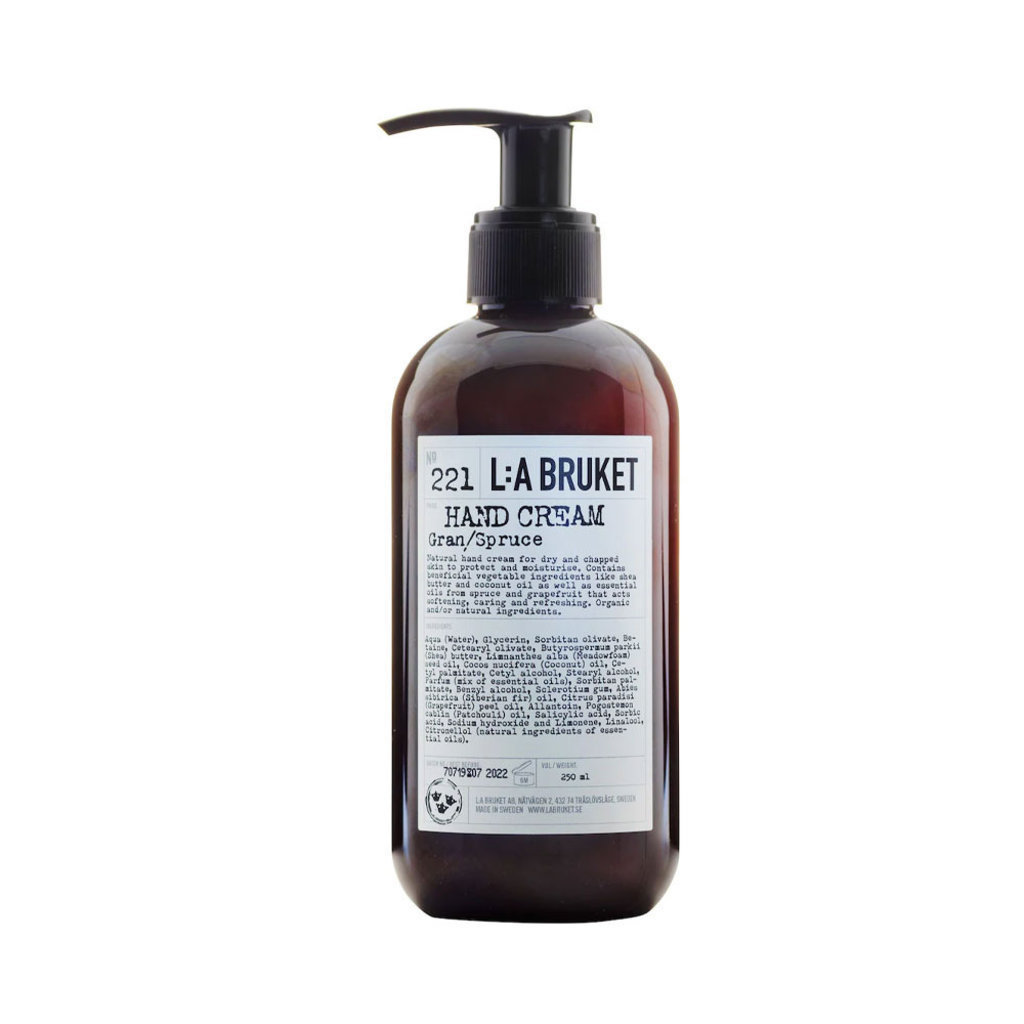 Nº
221 L:A BRUKET
HAND CREAM
Gran/Spruce
Natural hand cream for dry and chapped
skin to protect and moisturise. Contains
beneficial vegetable ingredients like shea
butter and coconut oil as well as essential
oils from spruce and grapefruit that acts
softening, caring and refreshing. Organic
and/or natural ingredients.
INGREDIENTS:
Aqua (Water), Glycerin, Sorbitan olivate, Be-
taine, Cetearyl olivate, Butyrospermum parkii
(Shea) butter, Limnanthes alba (Meadowfoam)
seed oil, Cocos nucifera (Coconut) oil, Ce-
tyl palmitate, Cetyl alcohol, Stearyl alcohol,
Parfum (mix of essential oils), Sorbitan pal-
mitate, Benzyl alcohol, Sclerotium gum, Abies
sibirica (Siberian fir) oil, Citrus paradisi
(Grapefruit) peel oil, Allantoin, Pogostemon
cablin (Patchouli) oil, Salicylic acid, Sorbic
acid, Sodium hydroxide and Limonene, Linalool,
Citronellol (natural ingredients of essen-
tial oils).
BATCH NO./BEST BEFORE:
07 2022
6M
VOL/WEIGHT:
250 ml
L:A BRUKET AB, NÄTVÄGEN 2, 432 74 TRÄSLÖVSLÄGE, SWEDEN
MADE IN SWEDEN WWW.LABRUKET.SE